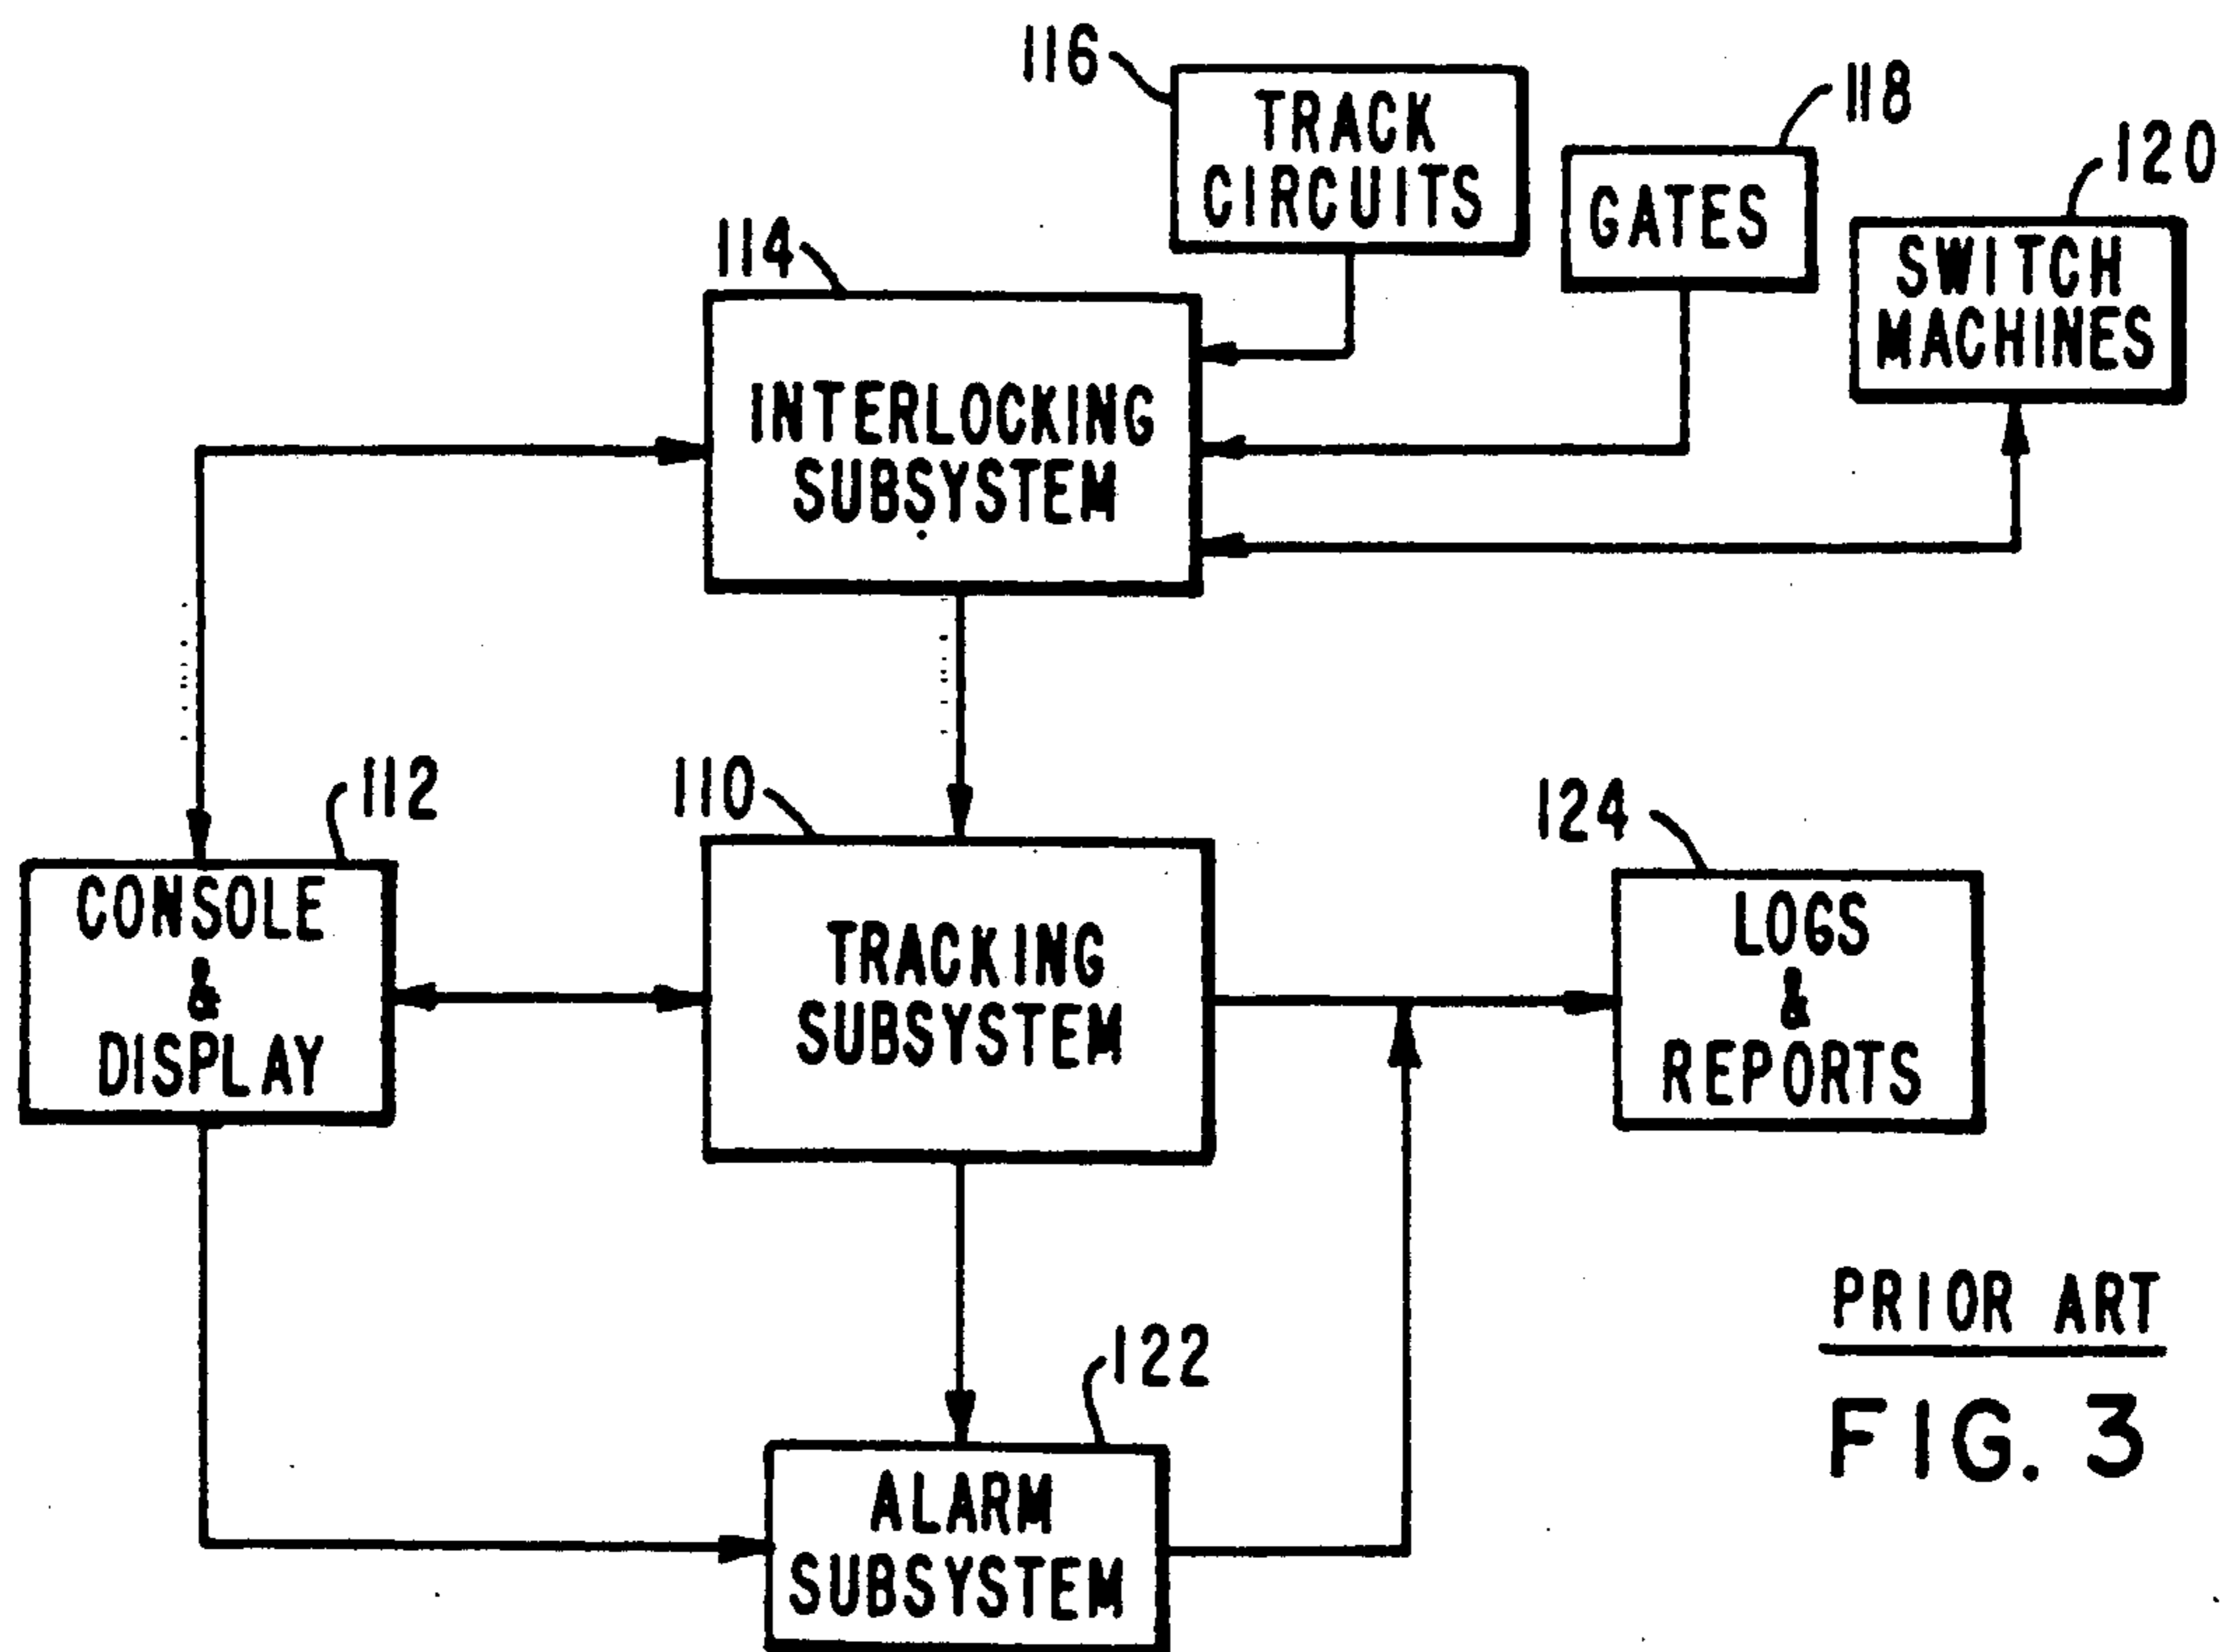 116
TRACK
CIRCUITS
118
GATES
120
SWITCH
MACHINES
114
INTERLOCKING
SUBSYSTEM
112
CONSOLE
&
DISPLAY
110
TRACKING
SUBSYSTEM
124
LOGS
&
REPORTS
122
ALARM
SUBSYSTEM
PRIOR ART
FIG. 3